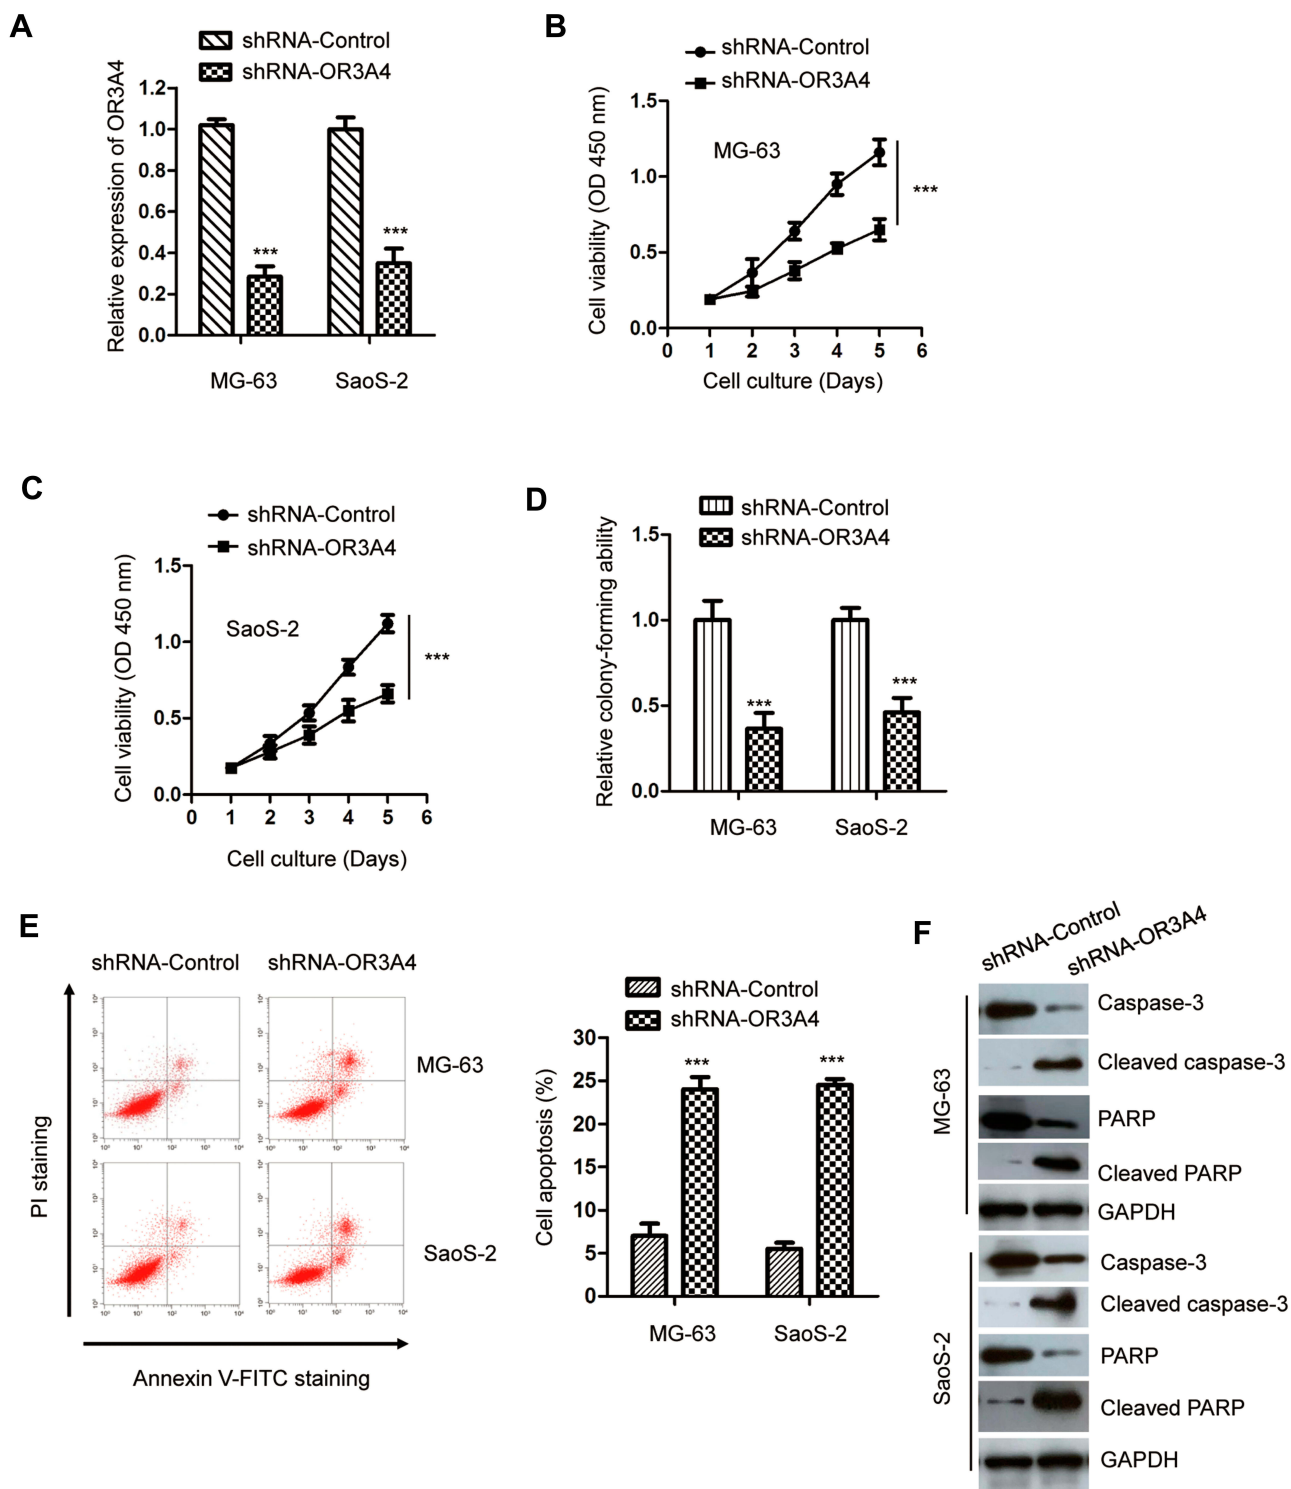 A
shRNA-Control
shRNA-OR3A4
Relative expression of OR3A4
1.2
1.0
0.8
0.6
0.4
0.2
0.0
***
***
MG-63
SaoS-2
B
shRNA-Control
shRNA-OR3A4
Cell viability (OD 450 nm)
1.5
1.0
0.5
0.0
MG-63
***
0 1 2 3 4 5 6
Cell culture (Days)
C
shRNA-Control
shRNA-OR3A4
Cell viability (OD 450 nm)
1.5
1.0
0.5
0.0
SaoS-2
***
0 1 2 3 4 5 6
Cell culture (Days)
D
shRNA-Control
shRNA-OR3A4
Relative colony-forming ability
1.5
1.0
0.5
0.0
***
***
MG-63
SaoS-2
E
shRNA-Control
shRNA-OR3A4
MG-63
SaoS-2
PI staining
Annexin V-FITC staining
shRNA-Control
shRNA-OR3A4
Cell apoptosis (%)
30
25
20
15
10
5
0
***
***
MG-63
SaoS-2
F
shRNA-Control
shRNA-OR3A4
MG-63
Caspase-3
Cleaved caspase-3
PARP
Cleaved PARP
GAPDH
SaoS-2
Caspase-3
Cleaved caspase-3
PARP
Cleaved PARP
GAPDH